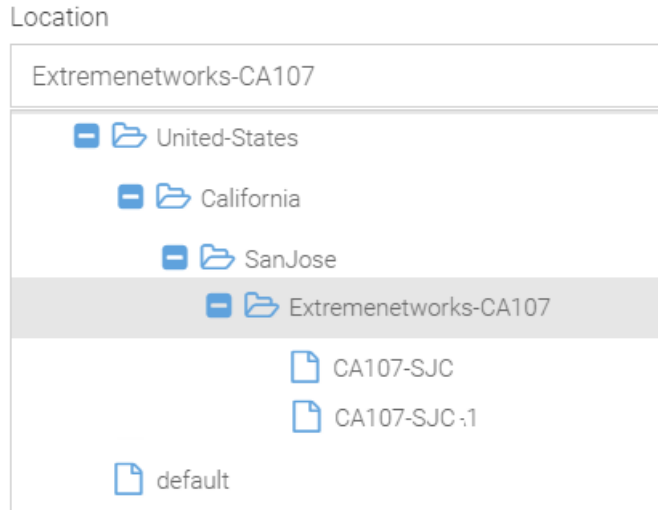 Location
Extremenetworks-CA107
United-States
California
SanJose
Extremenetworks-CA107
CA107-SJC
CA107-SJC-1
default